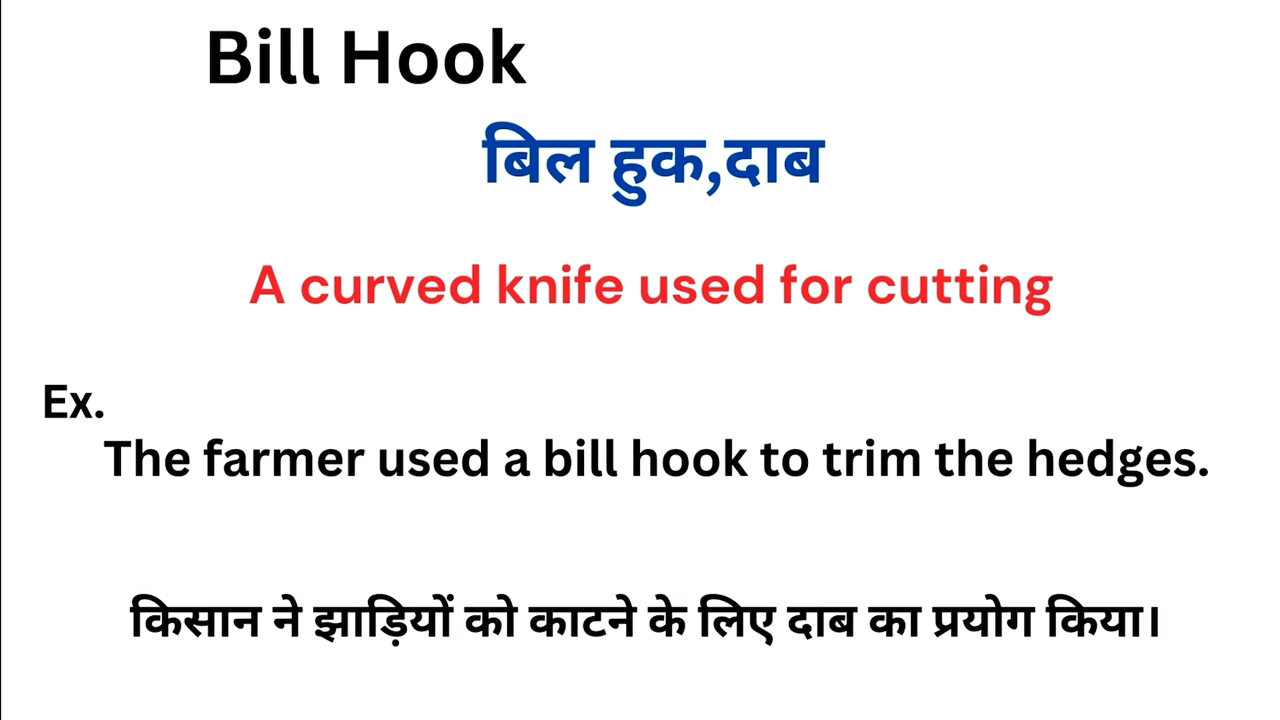 Bill Hook
बिल हुक,दाब
A curved knife used for cutting
Ex.
The farmer used a bill hook to trim the hedges.
किसान ने झाड़ियों को काटने के लिए दाब का प्रयोग किया।